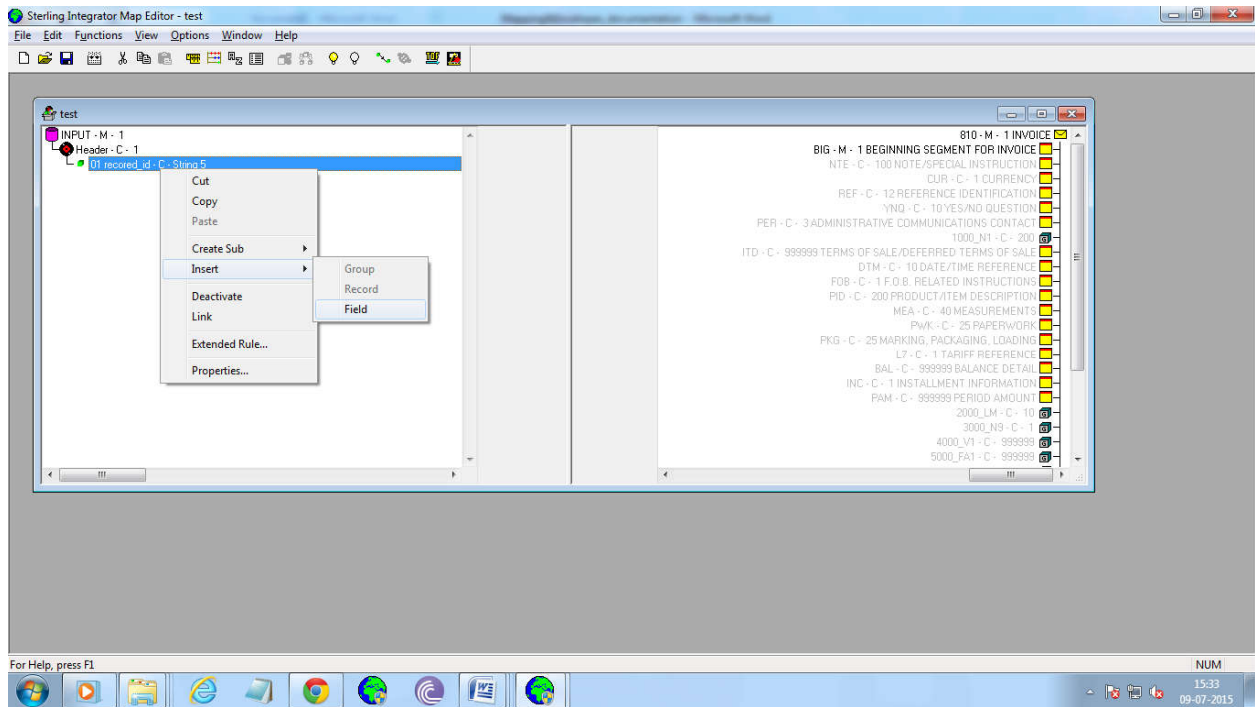 Sterling Integrator Map Editor - test
File Edit Functions View Options Window Help
test
INPUT - M - 1
Header - C - 1
01 recored_id - C - String 5
Cut
Copy
Paste
Create Sub
Insert
Deactivate
Link
Extended Rule...
Properties...
Group
Record
Field
810 - M - 1 INVOICE
BIG - M - 1 BEGINNING SEGMENT FOR INVOICE
NTE - C - 100 NOTE/SPECIAL INSTRUCTION
CUR - C - 1 CURRENCY
REF - C - 12 REFERENCE IDENTIFICATION
YNQ - C - 10 YES/NO QUESTION
PER - C - 3 ADMINISTRATIVE COMMUNICATIONS CONTACT
1000_N1 - C - 200
ITD - C - 999999 TERMS OF SALE/DEFERRED TERMS OF SALE
DTM - C - 10 DATE/TIME REFERENCE
FOB - C - 1 F.O.B. RELATED INSTRUCTIONS
PID - C - 200 PRODUCT/ITEM DESCRIPTION
MEA - C - 40 MEASUREMENTS
PWK - C - 25 PAPERWORK
PKG - C - 25 MARKING, PACKAGING, LOADING
L7 - C - 1 TARIFF REFERENCE
BAL - C - 999999 BALANCE DETAIL
INC - C - 1 INSTALLMENT INFORMATION
PAM - C - 999999 PERIOD AMOUNT
2000_LM - C - 10
3000_N9 - C - 1
4000_V1 - C - 999999
5000_FA1 - C - 999999
For Help, press F1
NUM
15:33
09-07-2015